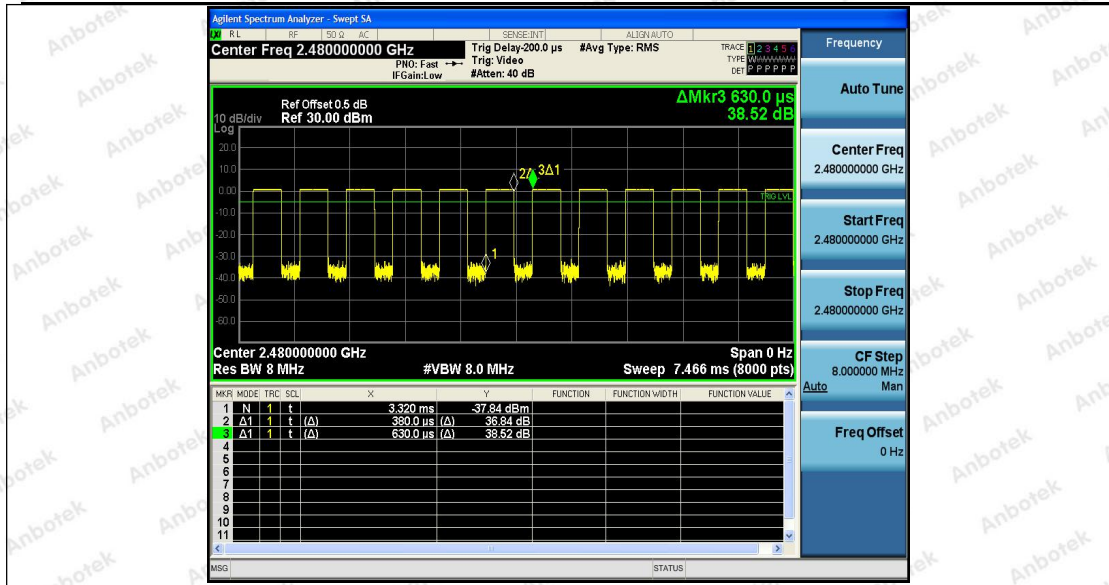 Agilent Spectrum Analyzer - Swept SA
LXI RL RF 50 Ω AC SENSE:INT ALIGN AUTO
Center Freq 2.480000000 GHz
PNO: Fast
IFGain:Low
Trig Delay-200.0 µs #Avg Type: RMS
Trig: Video
#Atten: 40 dB
TRACE 1 2 3 4 5 6
TYPE WWWWWW
DET P P P P P P
Ref Offset 0.5 dB
10 dB/div Ref 30.00 dBm
Log
ΔMkr3 630.0 µs
38.52 dB
20.0
10.0
0.00
-10.0
-20.0
-30.0
-40.0
-50.0
-60.0
2Δ 3Δ1
TRIG LVL
1
Center 2.480000000 GHz Span 0 Hz
Res BW 8 MHz #VBW 8.0 MHz Sweep 7.466 ms (8000 pts)
MKR MODE TRC SCL X Y FUNCTION FUNCTION WIDTH FUNCTION VALUE
1 N 1 t 3.320 ms -37.84 dBm
2 Δ1 1 t (Δ) 380.0 µs (Δ) 36.84 dB
3 Δ1 1 t (Δ) 630.0 µs (Δ) 38.52 dB
4
5
6
7
8
9
10
11
MSG STATUS
Frequency
Auto Tune
Center Freq
2.480000000 GHz
Start Freq
2.480000000 GHz
Stop Freq
2.480000000 GHz
CF Step
8.000000 MHz
Auto Man
Freq Offset
0 Hz
Anbotek